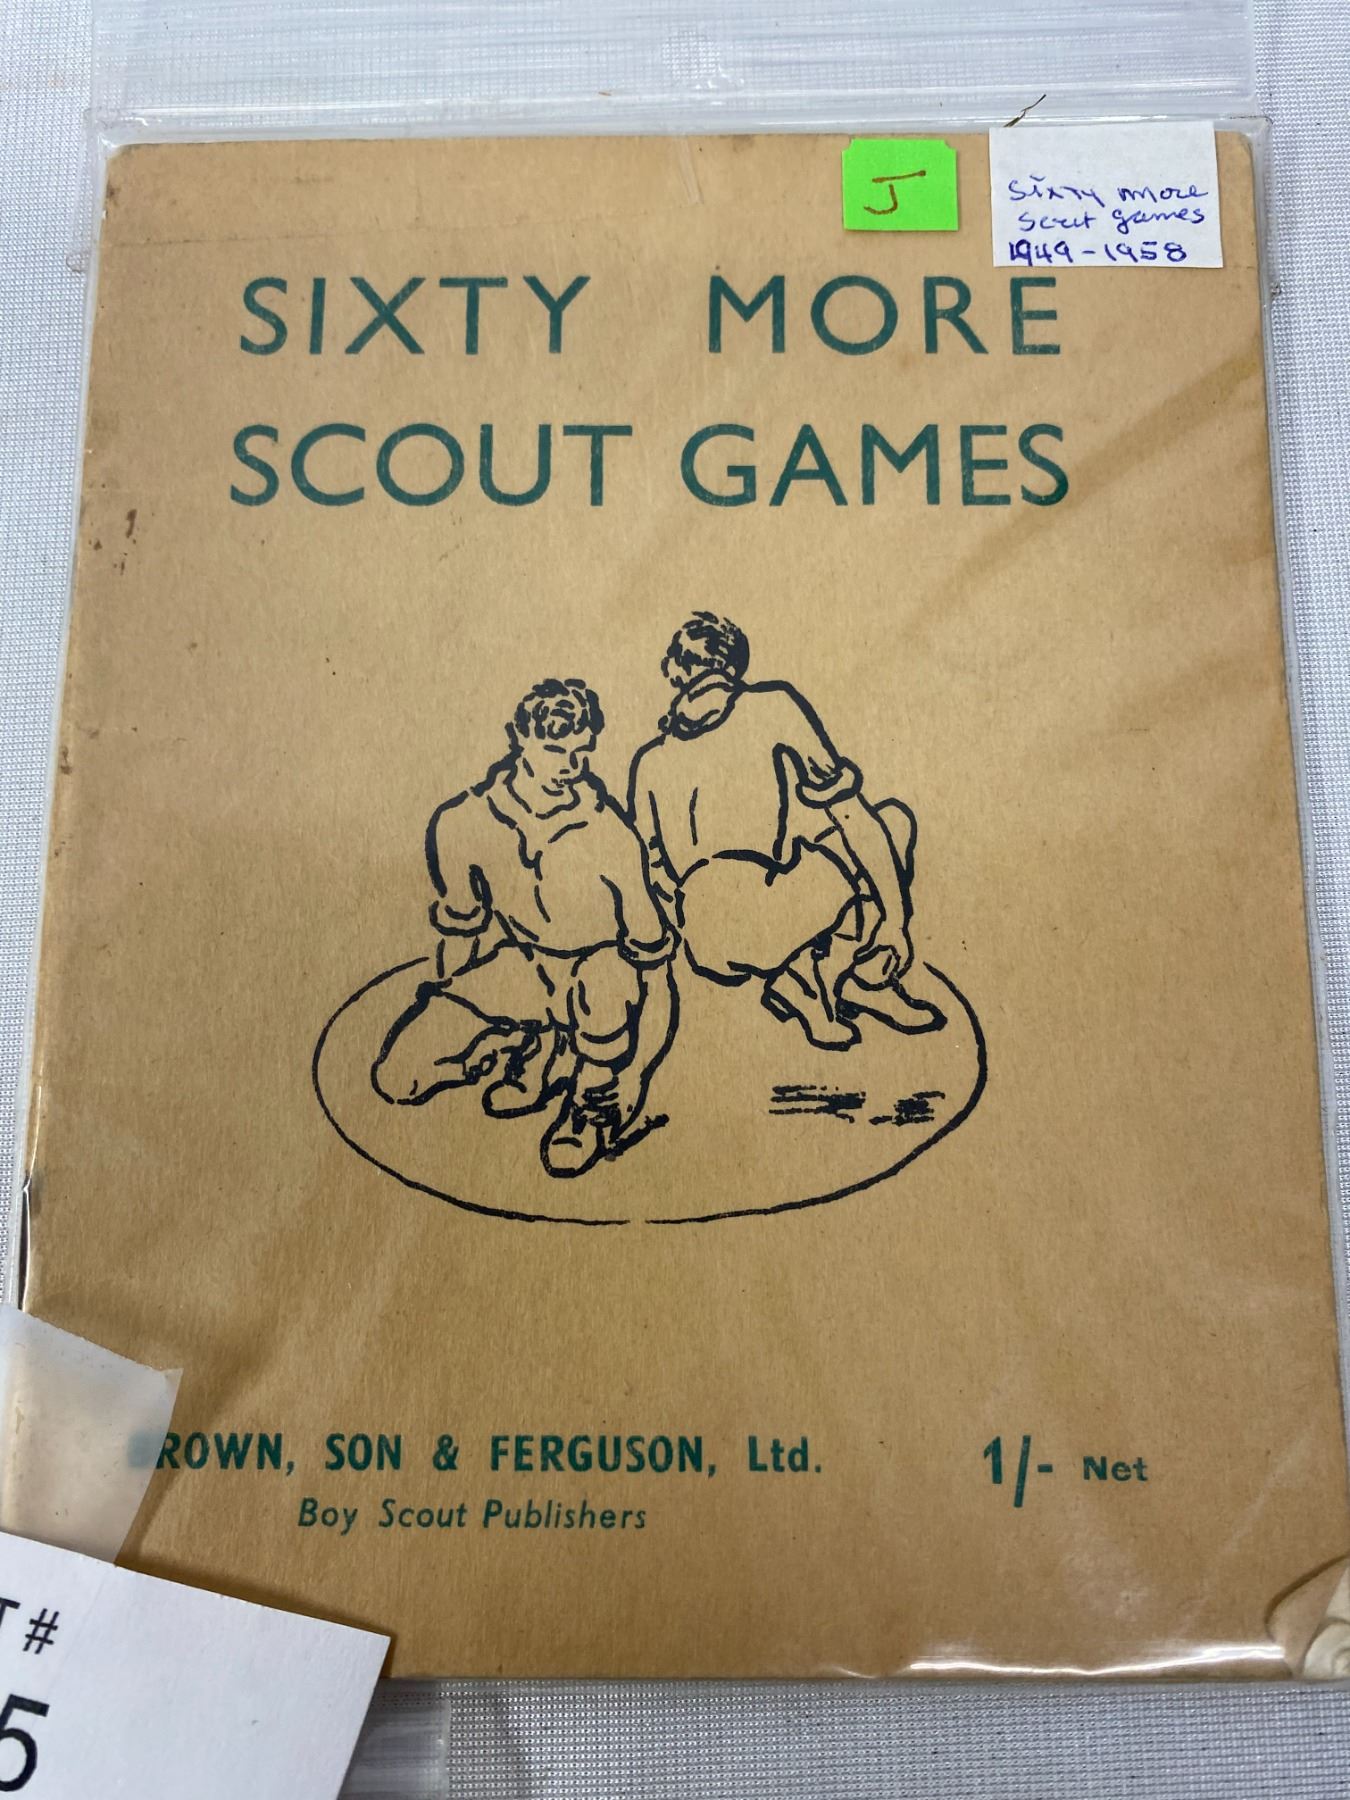 J
Sixty more
Scout games
1949-1958
SIXTY MORE
SCOUT GAMES
BROWN, SON & FERGUSON, Ltd.
Boy Scout Publishers
1/- Net
T #
5